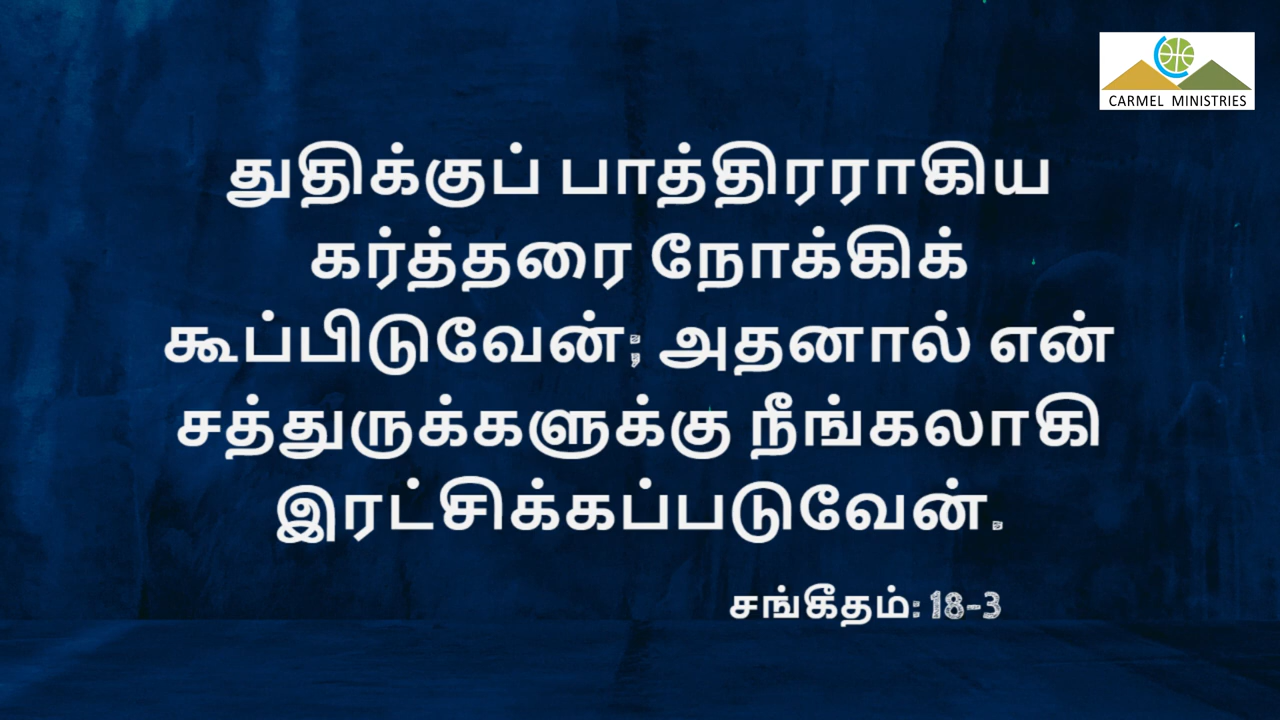 CARMEL MINISTRIES
துதிக்குப் பாத்திரராகிய
கர்த்தரை நோக்கிக்
கூப்பிடுவேன்; அதனால் என்
சத்துருக்களுக்கு நீங்கலாகி
இரட்சிக்கப்படுவேன்.
சங்கீதம்: 18-3